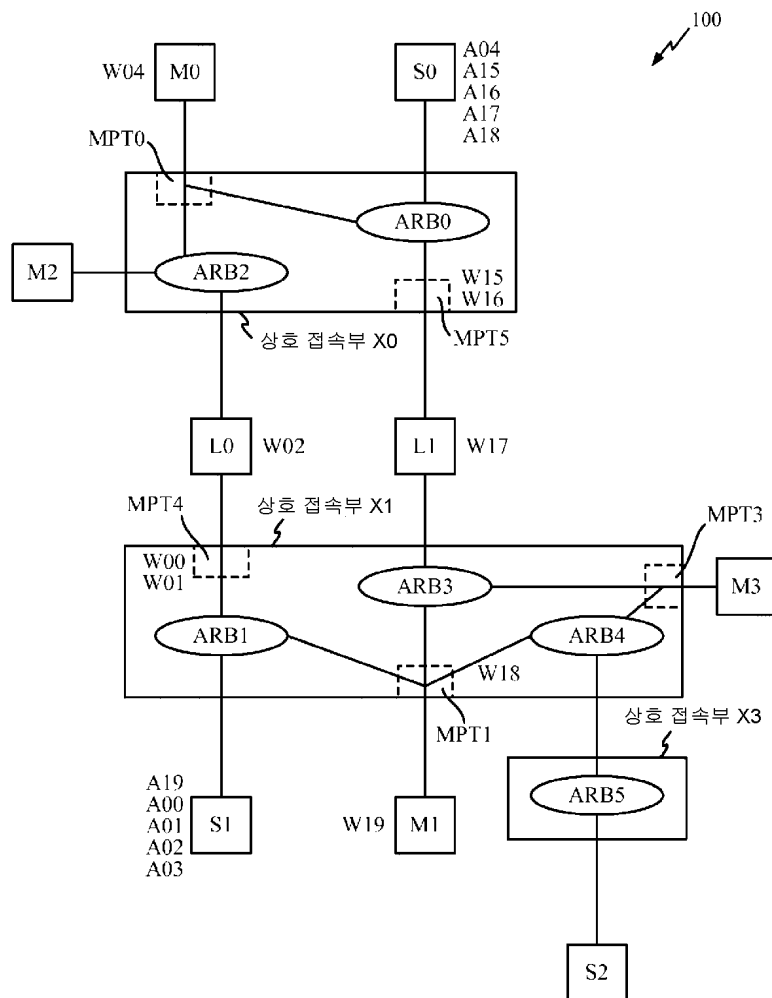 100
W04
M0
S0
A04
A15
A16
A17
A18
MPT0
ARB0
M2
ARB2
W15
W16
MPT5
상호 접속부 X0
L0
W02
L1
W17
MPT4
상호 접속부 X1
MPT3
W00
W01
ARB3
M3
ARB1
ARB4
W18
MPT1
상호 접속부 X3
A19
A00
A01
A02
A03
S1
W19
M1
ARB5
S2